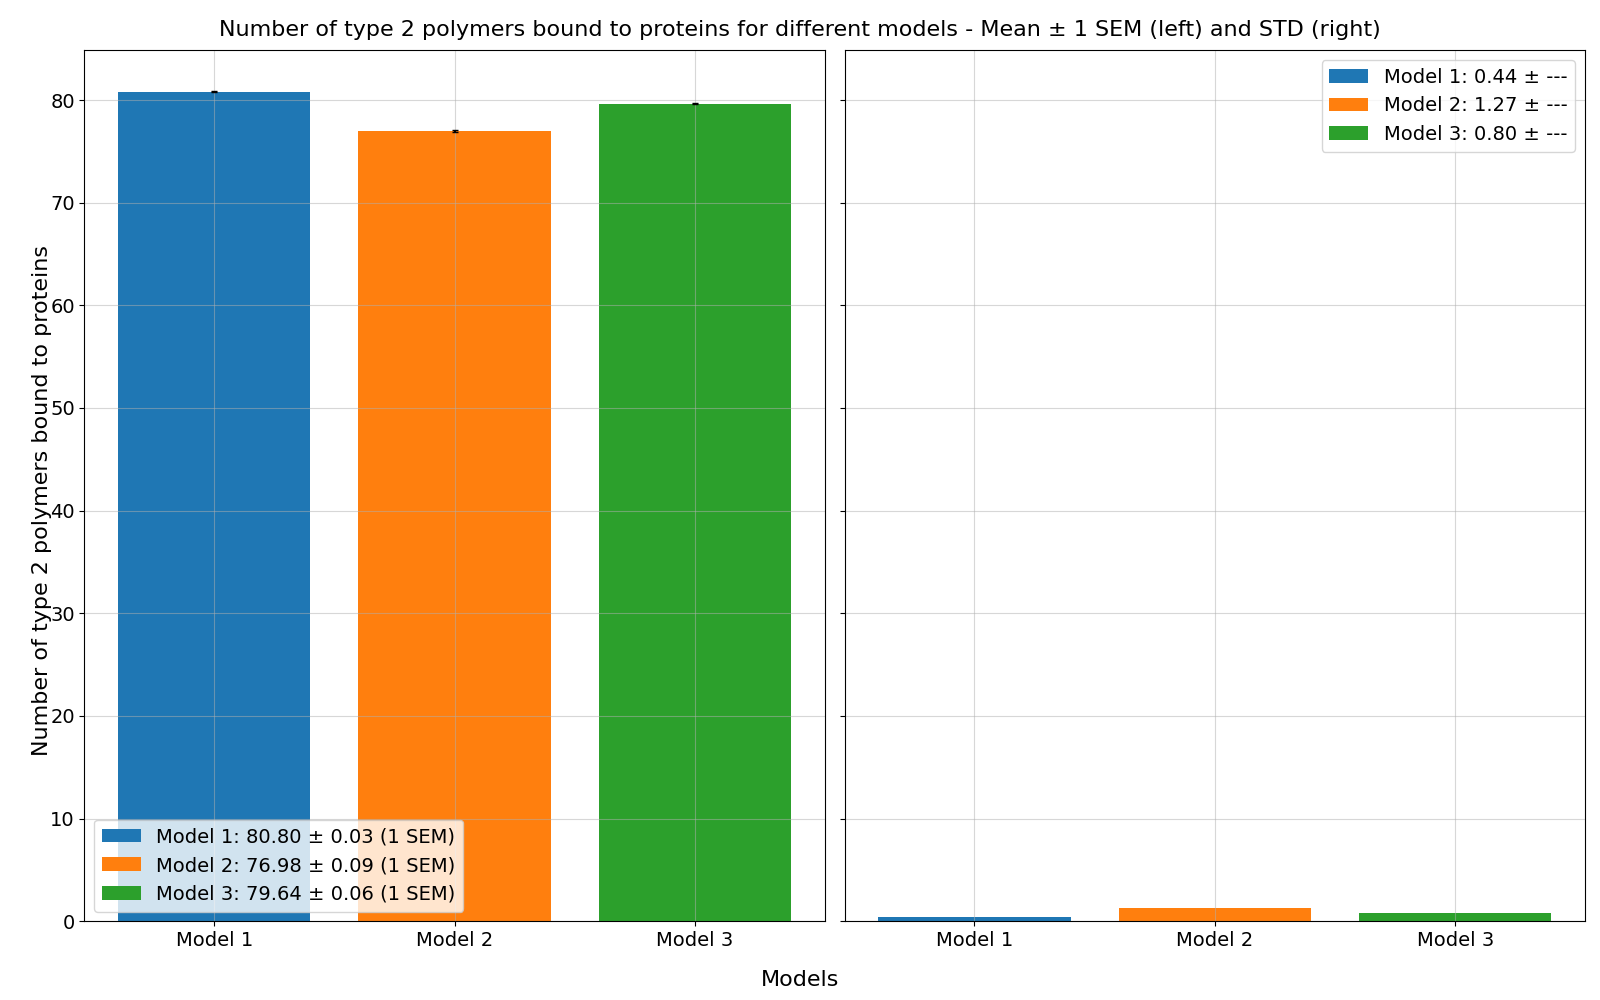 Number of type 2 polymers bound to proteins for different models - Mean ± 1 SEM (left) and STD (right)
Number of type 2 polymers bound to proteins
80
70
60
50
40
30
20
10
0
Model 1: 80.80 ± 0.03 (1 SEM)
Model 2: 76.98 ± 0.09 (1 SEM)
Model 3: 79.64 ± 0.06 (1 SEM)
Model 1 Model 2 Model 3
Model 1: 0.44 ± ---
Model 2: 1.27 ± ---
Model 3: 0.80 ± ---
Model 1 Model 2 Model 3
Models